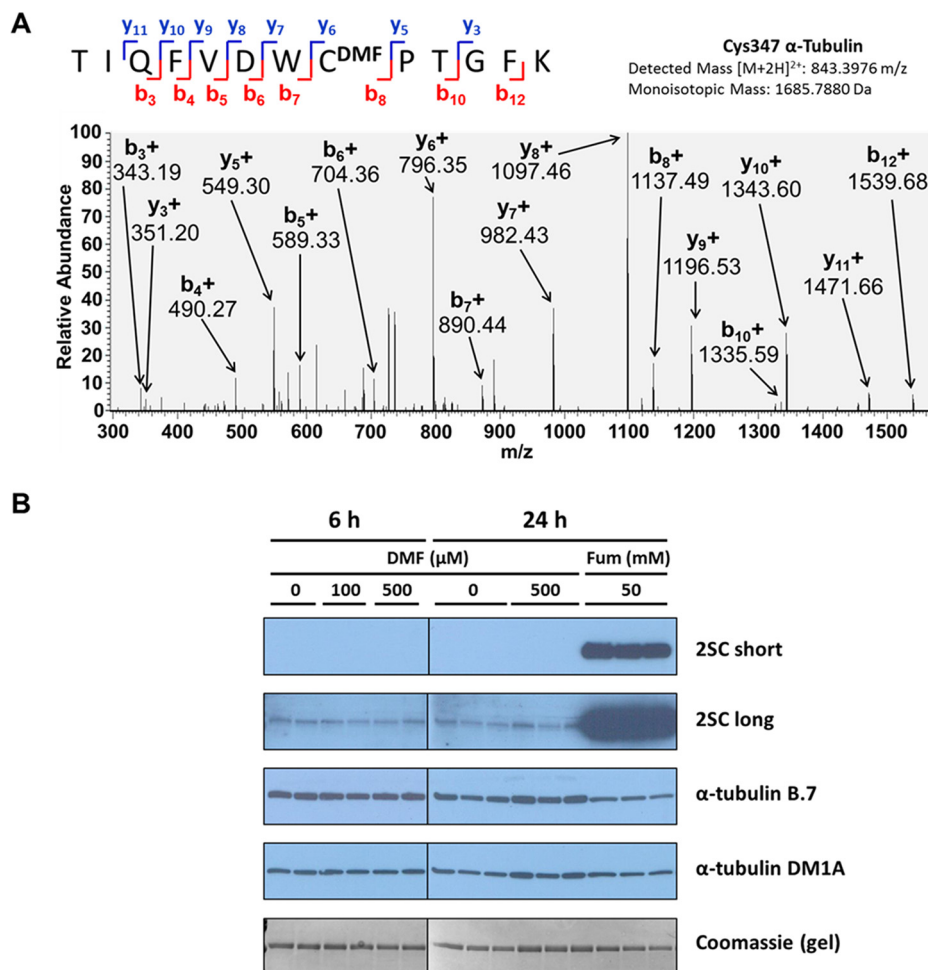 A
y₁₁ y₁₀ y₉ y₈ y₇ y₆ y₅ y₃
T I Q F V D W C^DMF P T G F K
b₃ b₄ b₅ b₆ b₇ b₈ b₁₀ b₁₂
Cys347 α-Tubulin
Detected Mass [M+2H]²⁺: 843.3976 m/z
Monoisotopic Mass: 1685.7880 Da
Relative Abundance
100
90
80
70
60
50
40
30
20
10
0
b₃+
343.19
y₃+
351.20
b₄+
490.27
y₅+
549.30
b₅+
589.33
b₆+
704.36
y₆+
796.35
b₇+
890.44
y₇+
982.43
y₈+
1097.46
b₈+
1137.49
y₉+
1196.53
b₁₀+
1335.59
y₁₀+
1343.60
y₁₁+
1471.66
b₁₂+
1539.68
300 400 500 600 700 800 900 1000 1100 1200 1300 1400 1500
m/z
B
6 h 24 h
DMF (µM) Fum (mM)
0 100 500 0 500 50
2SC short
2SC long
α-tubulin B.7
α-tubulin DM1A
Coomassie (gel)